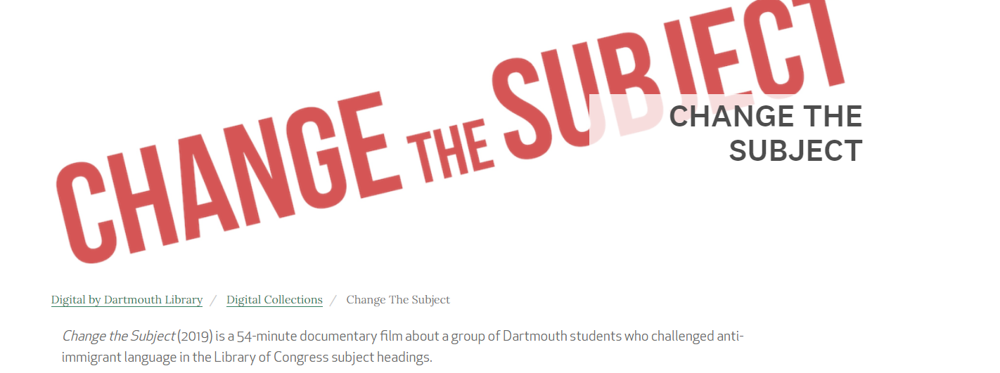 CHANGE THE SUBJECT
CHANGE THE
SUBJECT
Digital by Dartmouth Library / Digital Collections / Change The Subject
Change the Subject (2019) is a 54-minute documentary film about a group of Dartmouth students who challenged anti-
immigrant language in the Library of Congress subject headings.